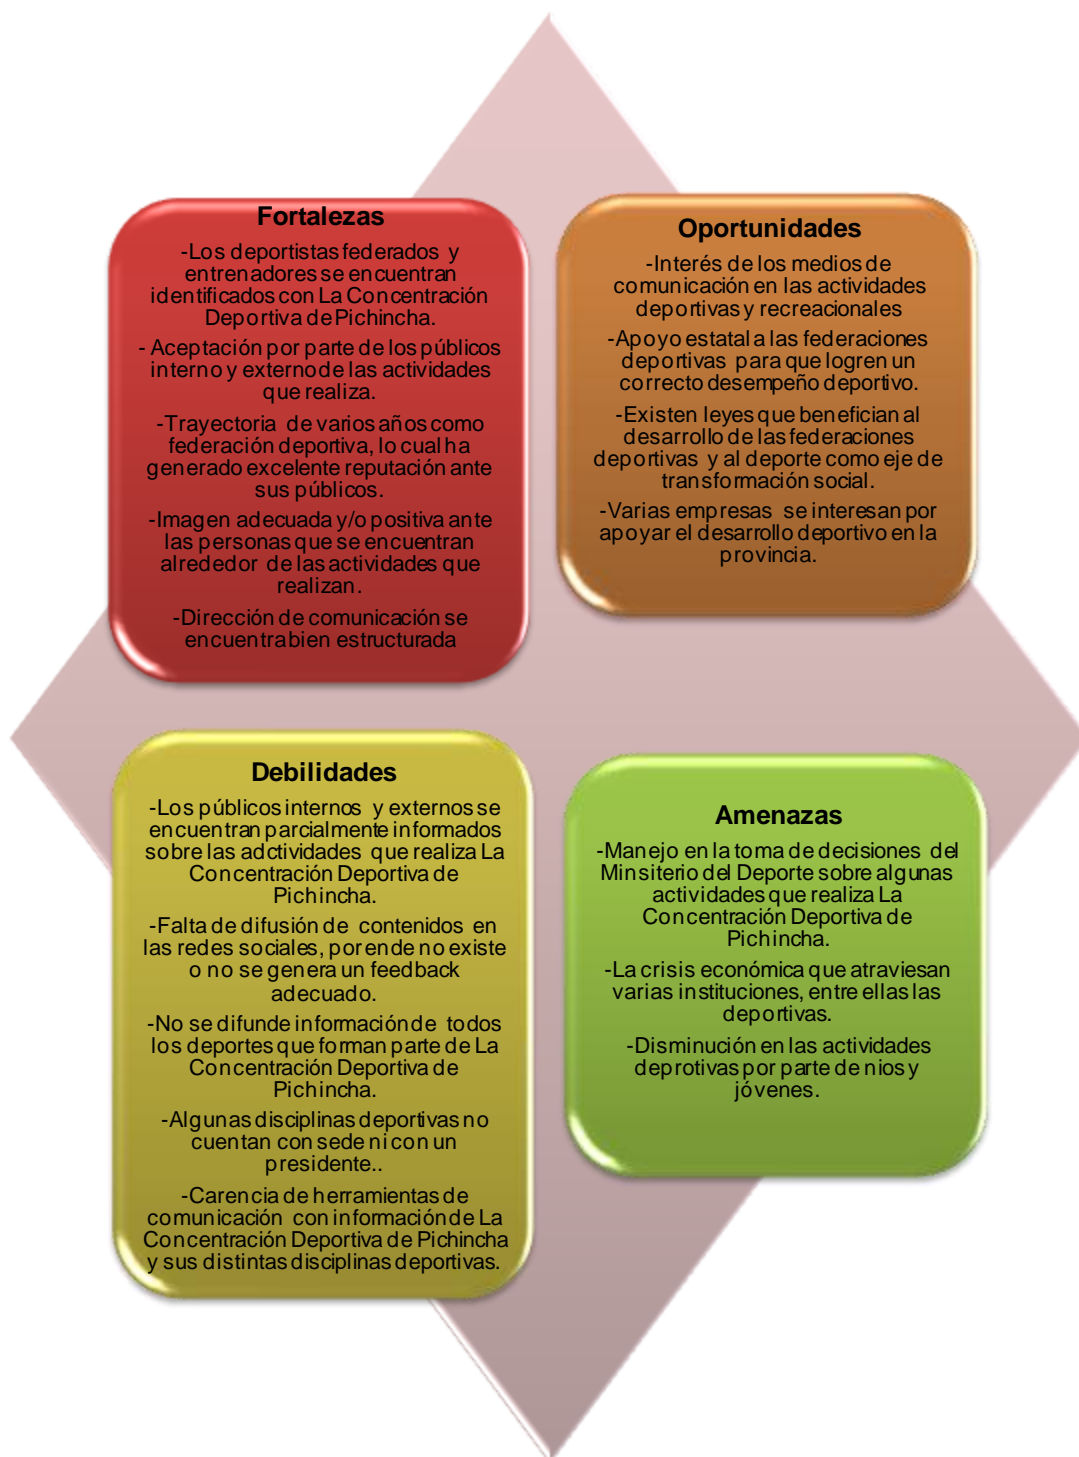 Fortalezas
-Los deportistas federados y
entrenadores se encuentran
identificados con La Concentración
Deportiva de Pichincha.
- Aceptación por parte de los públicos
interno y externo de las actividades
que realiza.
-Trayectoria de varios años como
federación deportiva, lo cual ha
generado excelente reputación ante
sus públicos.
-Imagen adecuada y/o positiva ante
las personas que se encuentran
alrededor de las actividades que
realizan.
-Dirección de comunicación se
encuentra bien estructurada
Oportunidades
-Interés de los medios de
comunicación en las actividades
deportivas y recreacionales
-Apoyo estatal a las federaciones
deportivas para que logren un
correcto desempeño deportivo.
-Existen leyes que benefician al
desarrollo de las federaciones
deportivas y al deporte como eje de
transformación social.
-Varias empresas se interesan por
apoyar el desarrollo deportivo en la
provincia.
Debilidades
-Los públicos internos y externos se
encuentran parcialmente informados
sobre las adctividades que realiza La
Concentración Deportiva de
Pichincha.
-Falta de difusión de contenidos en
las redes sociales, por ende no existe
o no se genera un feedback
adecuado.
-No se difunde información de todos
los deportes que forman parte de La
Concentración Deportiva de
Pichincha.
-Algunas disciplinas deportivas no
cuentan con sede ni con un
presidente..
-Carencia de herramientas de
comunicación con información de La
Concentración Deportiva de Pichincha
y sus distintas disciplinas deportivas.
Amenazas
-Manejo en la toma de decisiones del
Minsiterio del Deporte sobre algunas
actividades que realiza La
Concentración Deportiva de
Pichincha.
-La crisis económica que atraviesan
varias instituciones, entre ellas las
deportivas.
-Disminución en las actividades
deprotivas por parte de nios y
jóvenes.